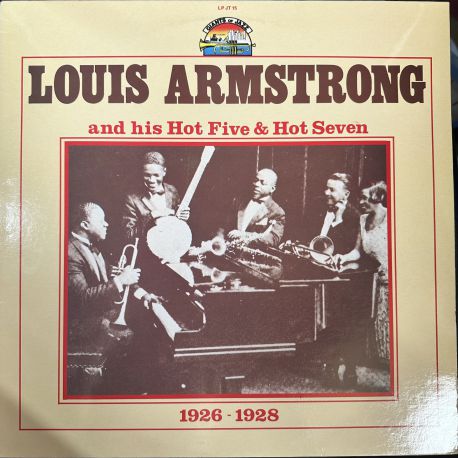 LP JT 15
GIANTS OF JAZZ
LOUIS ARMSTRONG
and his Hot Five & Hot Seven
1926 - 1928